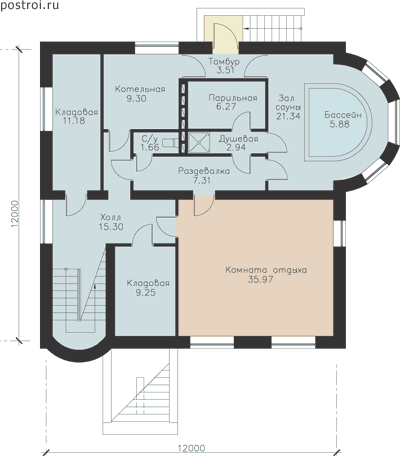 postroi.ru
Тамбур
3.51
Котельная
9.30
Парильная
6.27
Зал
сауны
21.34
Бассейн
5.88
Кладовая
11.18
С/у
1.66
Душевая
2.94
Раздевалка
7.31
Холл
15.30
Комната отдыха
35.97
Кладовая
9.25
12000
12000